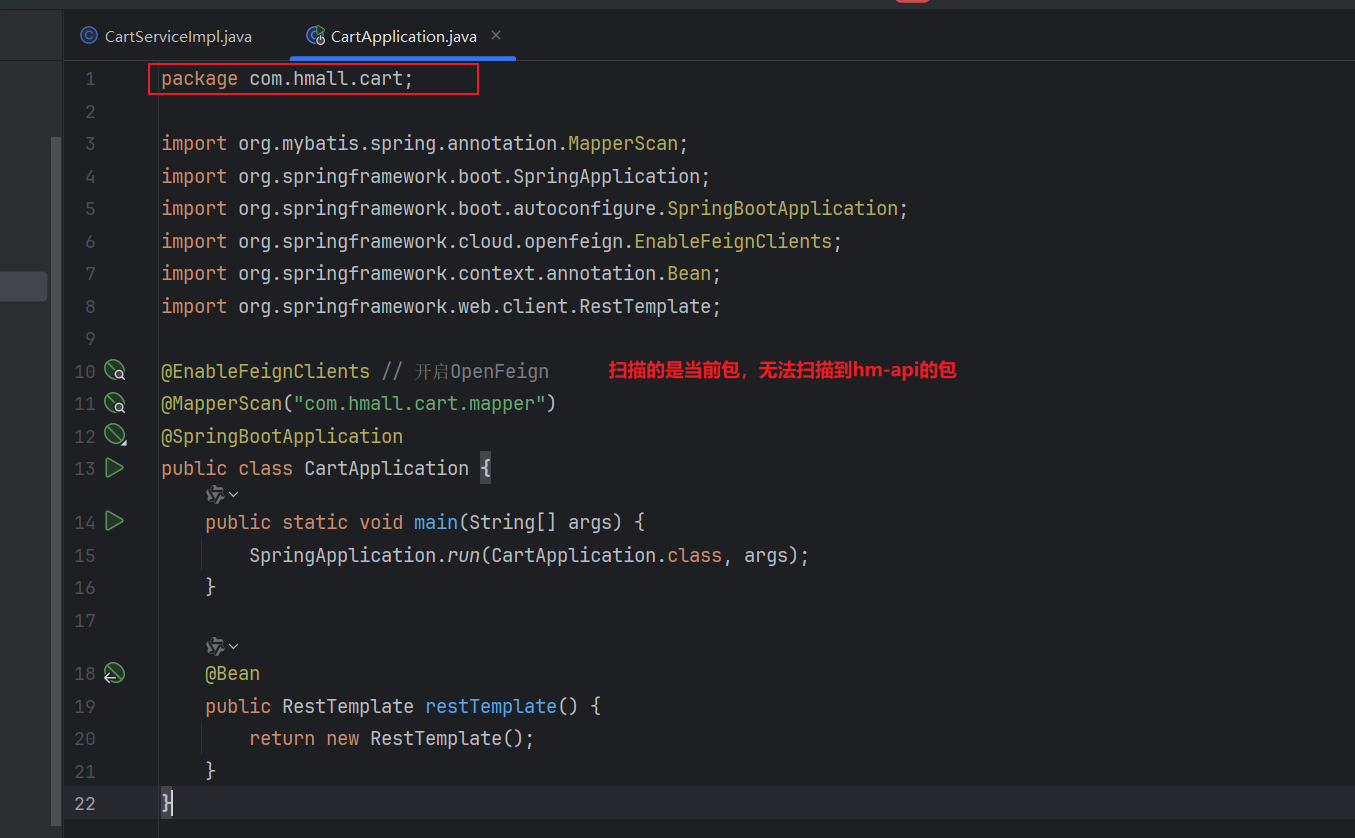 CartServiceImpl.java CartApplication.java
1 package com.hmall.cart;
2
3 import org.mybatis.spring.annotation.MapperScan;
4 import org.springframework.boot.SpringApplication;
5 import org.springframework.boot.autoconfigure.SpringBootApplication;
6 import org.springframework.cloud.openfeign.EnableFeignClients;
7 import org.springframework.context.annotation.Bean;
8 import org.springframework.web.client.RestTemplate;
9
10 @EnableFeignClients // 开启OpenFeign 扫描的是当前包，无法扫描到hm-api的包
11 @MapperScan("com.hmall.cart.mapper")
12 @SpringBootApplication
13 public class CartApplication {
14 public static void main(String[] args) {
15 SpringApplication.run(CartApplication.class, args);
16 }
17
18 @Bean
19 public RestTemplate restTemplate() {
20 return new RestTemplate();
21 }
22 }